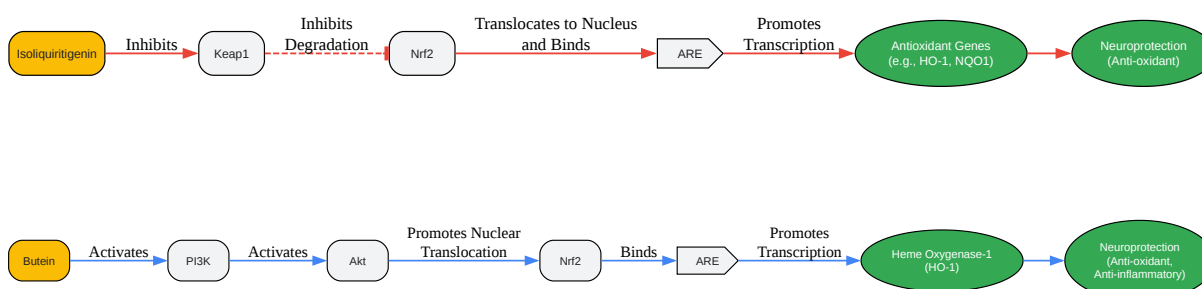 Isoliquiritigenin
Inhibits
Keap1
Inhibits
Degradation
Nrf2
Translocates to Nucleus
and Binds
ARE
Promotes
Transcription
Antioxidant Genes
(e.g., HO-1, NQO1)
Neuroprotection
(Anti-oxidant)
Butein
Activates
PI3K
Activates
Akt
Promotes Nuclear
Translocation
Nrf2
Binds
ARE
Promotes
Transcription
Heme Oxygenase-1
(HO-1)
Neuroprotection
(Anti-oxidant,
Anti-inflammatory)